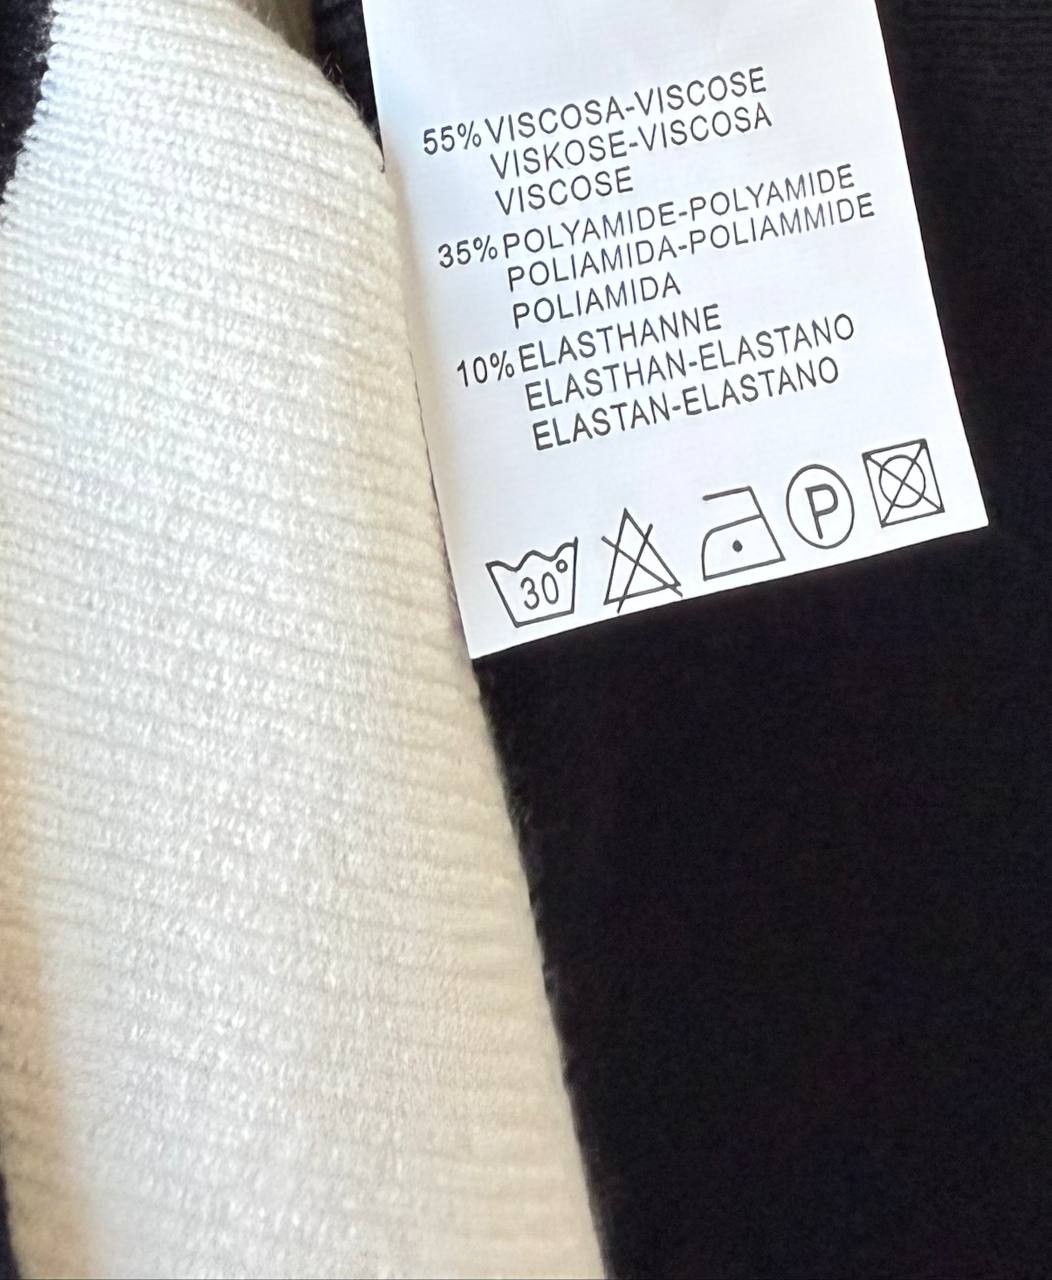 55% VISCOSA-VISCOSE
VISKOSE-VISCOSA
VISCOSE
35% POLYAMIDE-POLYAMIDE
POLIAMIDA-POLIAMMIDE
POLIAMIDA
10% ELASTHANNE
ELASTHAN-ELASTANO
ELASTAN-ELASTANO
30° P